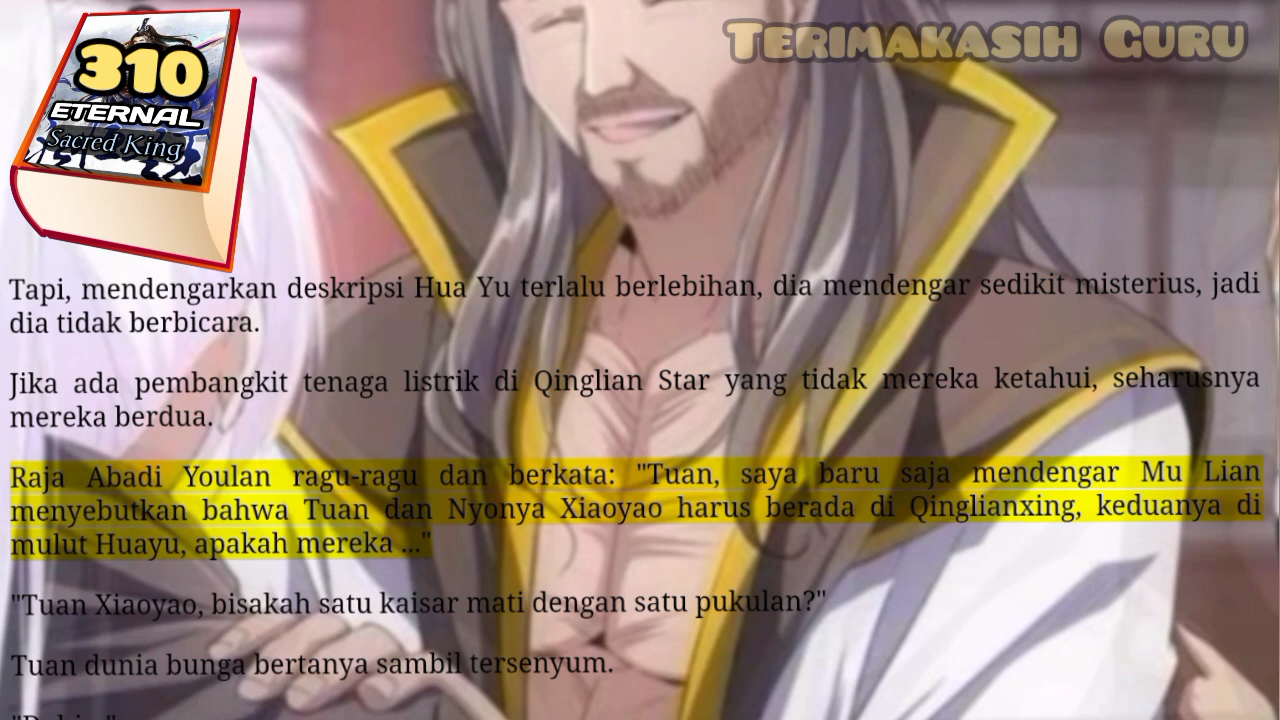 Terimakasih Guru
310
ETERNAL
Sacred King
Tapi, mendengarkan deskripsi Hua Yu terlalu berlebihan, dia mendengar sedikit misterius, jadi
dia tidak berbicara.
Jika ada pembangkit tenaga listrik di Qinglian Star yang tidak mereka ketahui, seharusnya
mereka berdua.
Raja Abadi Youlan ragu-ragu dan berkata: "Tuan, saya baru saja mendengar Mu Lian
menyebutkan bahwa Tuan dan Nyonya Xiaoyao harus berada di Qinglianxing, keduanya di
mulut Huayu, apakah mereka ..."
"Tuan Xiaoyao, bisakah satu kaisar mati dengan satu pukulan?"
Tuan dunia bunga bertanya sambil tersenyum.